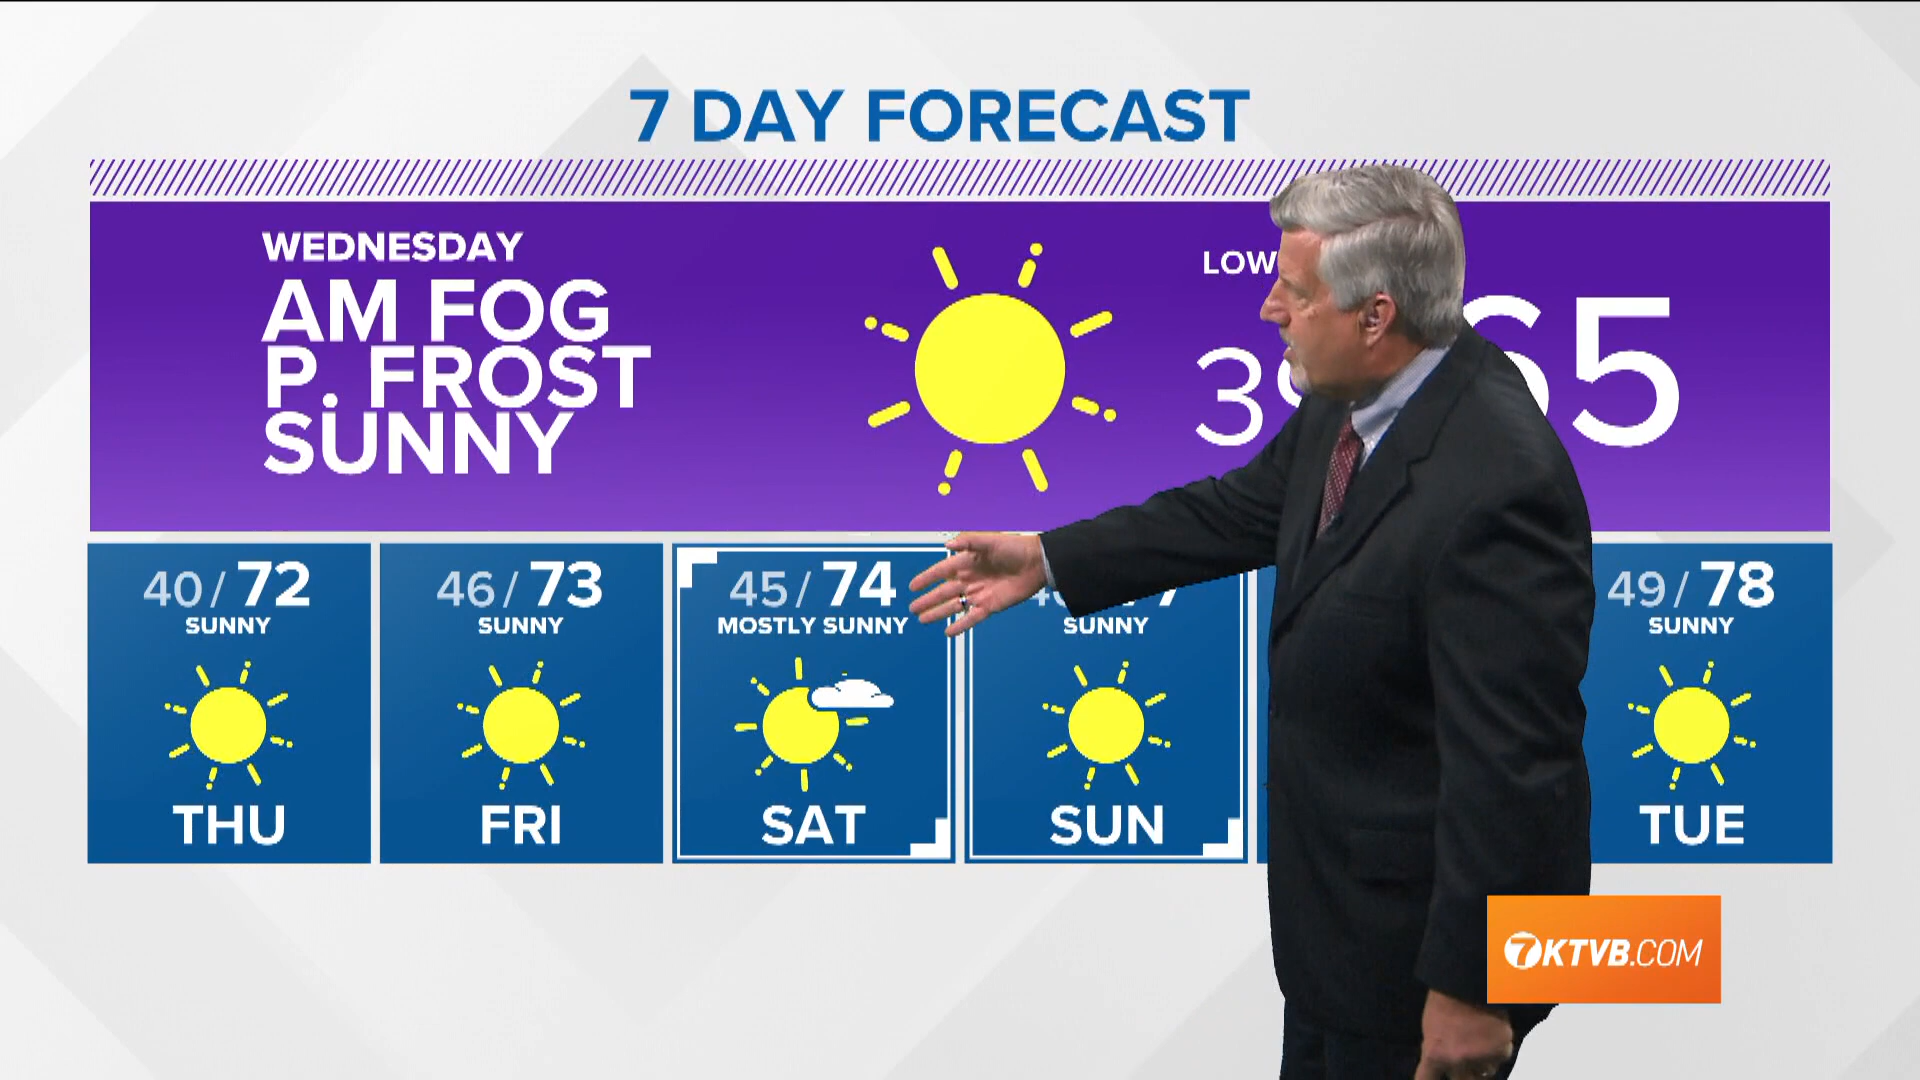 7 DAY FORECAST
WEDNESDAY
AM FOG
P. FROST
SUNNY
LOW
65
40/72
SUNNY
THU
46/73
SUNNY
FRI
45/74
MOSTLY SUNNY
SAT
SUNNY
SUN
49/78
SUNNY
TUE
7KTVB.COM